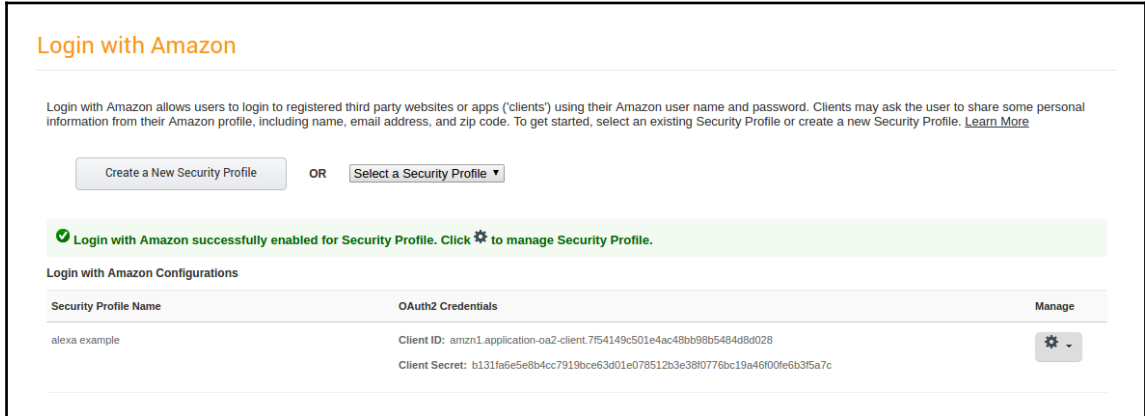 Login with Amazon
Login with Amazon allows users to login to registered third party websites or apps ('clients') using their Amazon user name and password. Clients may ask the user to share some personal
information from their Amazon profile, including name, email address, and zip code. To get started, select an existing Security Profile or create a new Security Profile. Learn More
Create a New Security Profile OR Select a Security Profile
Login with Amazon successfully enabled for Security Profile. Click to manage Security Profile.
Login with Amazon Configurations
Security Profile Name OAuth2 Credentials Manage
alexa example Client ID: amzn1.application-oa2-client.7f54149c501e4ac48bb98b5484d8d028
Client Secret: b131fa6e5e8b4cc7919bce63d01e078512b3e38f0776bc19a46f00fe6b3f5a7c